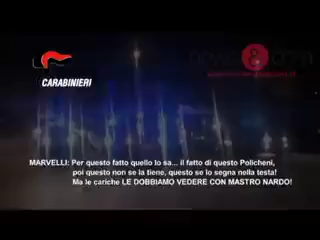 CARABINIERI
MARVELLI: Per questo fatto quello lo sa... il fatto di questo Policheni,
poi questo non se la tiene, questo se lo segna nella testa!
Ma le cariche LE DOBBIAMO VEDERE CON MASTRO NARDO!